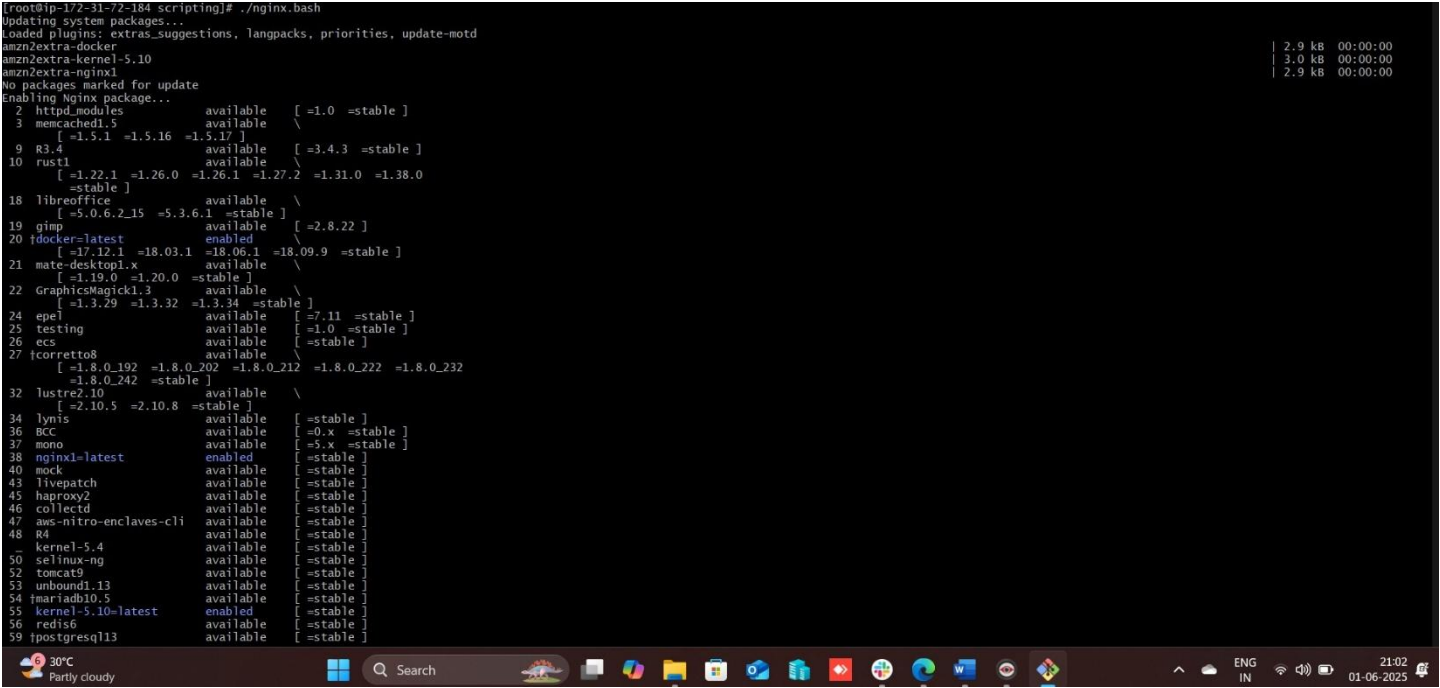 [root@ip-172-31-72-184 scripting]# ./nginx.bash
Updating system packages...
Loaded plugins: extras_suggestions, langpacks, priorities, update-motd
amzn2extra-docker | 2.9 kB 00:00:00
amzn2extra-kernel-5.10 | 3.0 kB 00:00:00
amzn2extra-nginx1 | 2.9 kB 00:00:00
No packages marked for update
Enabling Nginx package...
2 httpd_modules available [ =1.0 =stable ]
3 memcached1.5 available \
[ =1.5.1 =1.5.16 =1.5.17 ]
9 R3.4 available [ =3.4.3 =stable ]
10 rust1 available \
[ =1.22.1 =1.26.0 =1.26.1 =1.27.2 =1.31.0 =1.38.0
=stable ]
18 libreoffice available \
[ =5.0.6.2_15 =5.3.6.1 =stable ]
19 gimp available [ =2.8.22 ]
20 †docker=latest enabled \
[ =17.12.1 =18.03.1 =18.06.1 =18.09.9 =stable ]
21 mate-desktop1.x available \
[ =1.19.0 =1.20.0 =stable ]
22 GraphicsMagick1.3 available \
[ =1.3.29 =1.3.32 =1.3.34 =stable ]
24 epel available [ =7.11 =stable ]
25 testing available [ =1.0 =stable ]
26 ecs available [ =stable ]
27 †corretto8 available \
[ =1.8.0_192 =1.8.0_202 =1.8.0_212 =1.8.0_222 =1.8.0_232
=1.8.0_242 =stable ]
32 lustre2.10 available \
[ =2.10.5 =2.10.8 =stable ]
34 lynis available [ =stable ]
36 BCC available [ =0.x =stable ]
37 mono available [ =5.x =stable ]
38 nginx1=latest enabled [ =stable ]
40 mock available [ =stable ]
43 livepatch available [ =stable ]
45 haproxy2 available [ =stable ]
46 collectd available [ =stable ]
47 aws-nitro-enclaves-cli available [ =stable ]
48 R4 available [ =stable ]
_ kernel-5.4 available [ =stable ]
50 selinux-ng available [ =stable ]
52 tomcat9 available [ =stable ]
53 unbound1.13 available [ =stable ]
54 †mariadb10.5 available [ =stable ]
55 kernel-5.10=latest enabled [ =stable ]
56 redis6 available [ =stable ]
59 †postgresql13 available [ =stable ]
6 30°C
Partly cloudy
Search
ENG
IN
21:02
01-06-2025